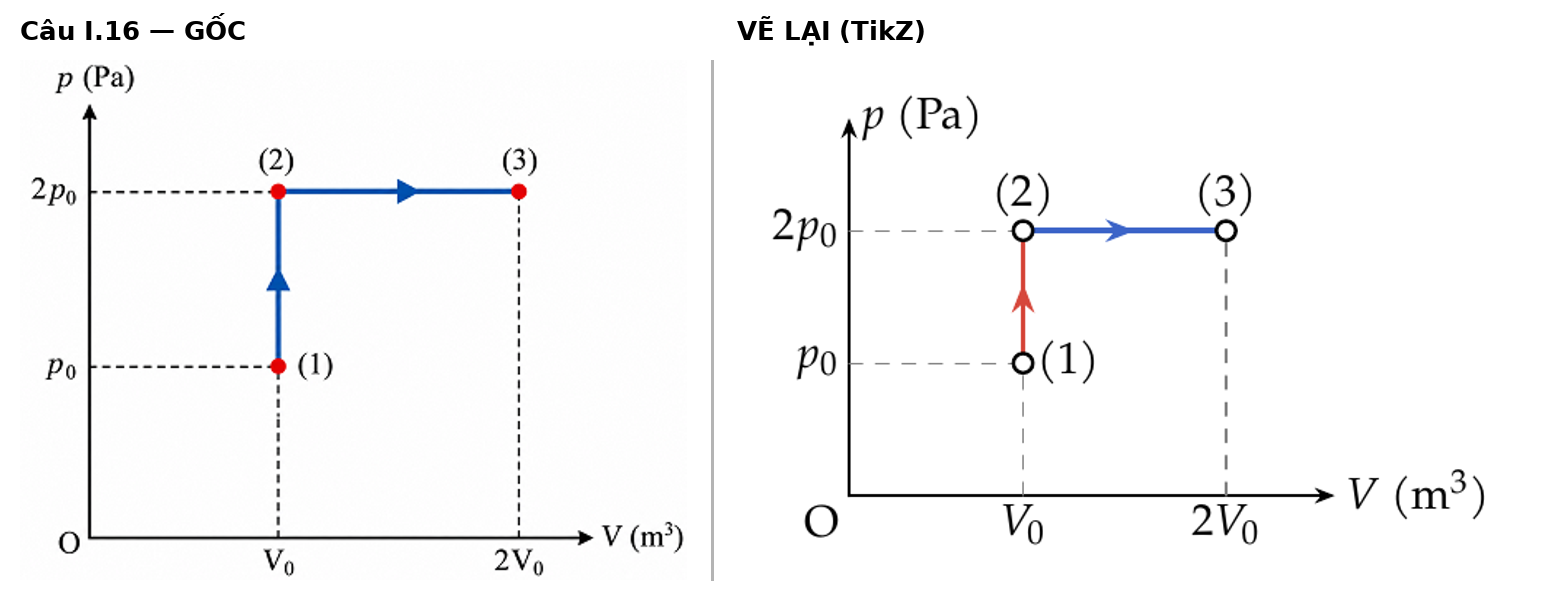 Câu I.16 — GỐC
p (Pa)
(2)
(3)
2p₀
p₀
(1)
O
V₀
2V₀
V (m³)
VẼ LẠI (TikZ)
p (Pa)
(2)
(3)
2p₀
p₀
(1)
O
V₀
2V₀
V (m³)